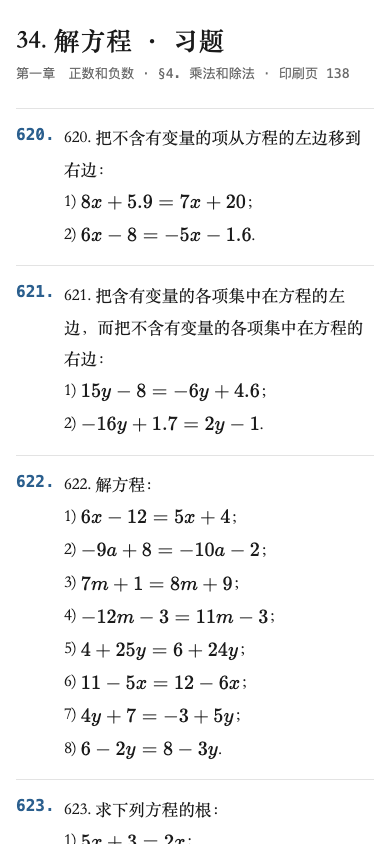 34. 解方程 · 习题
第一章 正数和负数 · §4. 乘法和除法 · 印刷页 138
620. 620. 把不含有变量的项从方程的左边移到
右边：
1) 8x + 5.9 = 7x + 20；
2) 6x − 8 = −5x − 1.6.
621. 621. 把含有变量的各项集中在方程的左
边，而把不含有变量的各项集中在方程的
右边：
1) 15y − 8 = −6y + 4.6；
2) −16y + 1.7 = 2y − 1.
622. 622. 解方程：
1) 6x − 12 = 5x + 4；
2) −9a + 8 = −10a − 2；
3) 7m + 1 = 8m + 9；
4) −12m − 3 = 11m − 3；
5) 4 + 25y = 6 + 24y；
6) 11 − 5x = 12 − 6x；
7) 4y + 7 = −3 + 5y；
8) 6 − 2y = 8 − 3y.
623. 623. 求下列方程的根：
1) 5x + 3 = 2x；